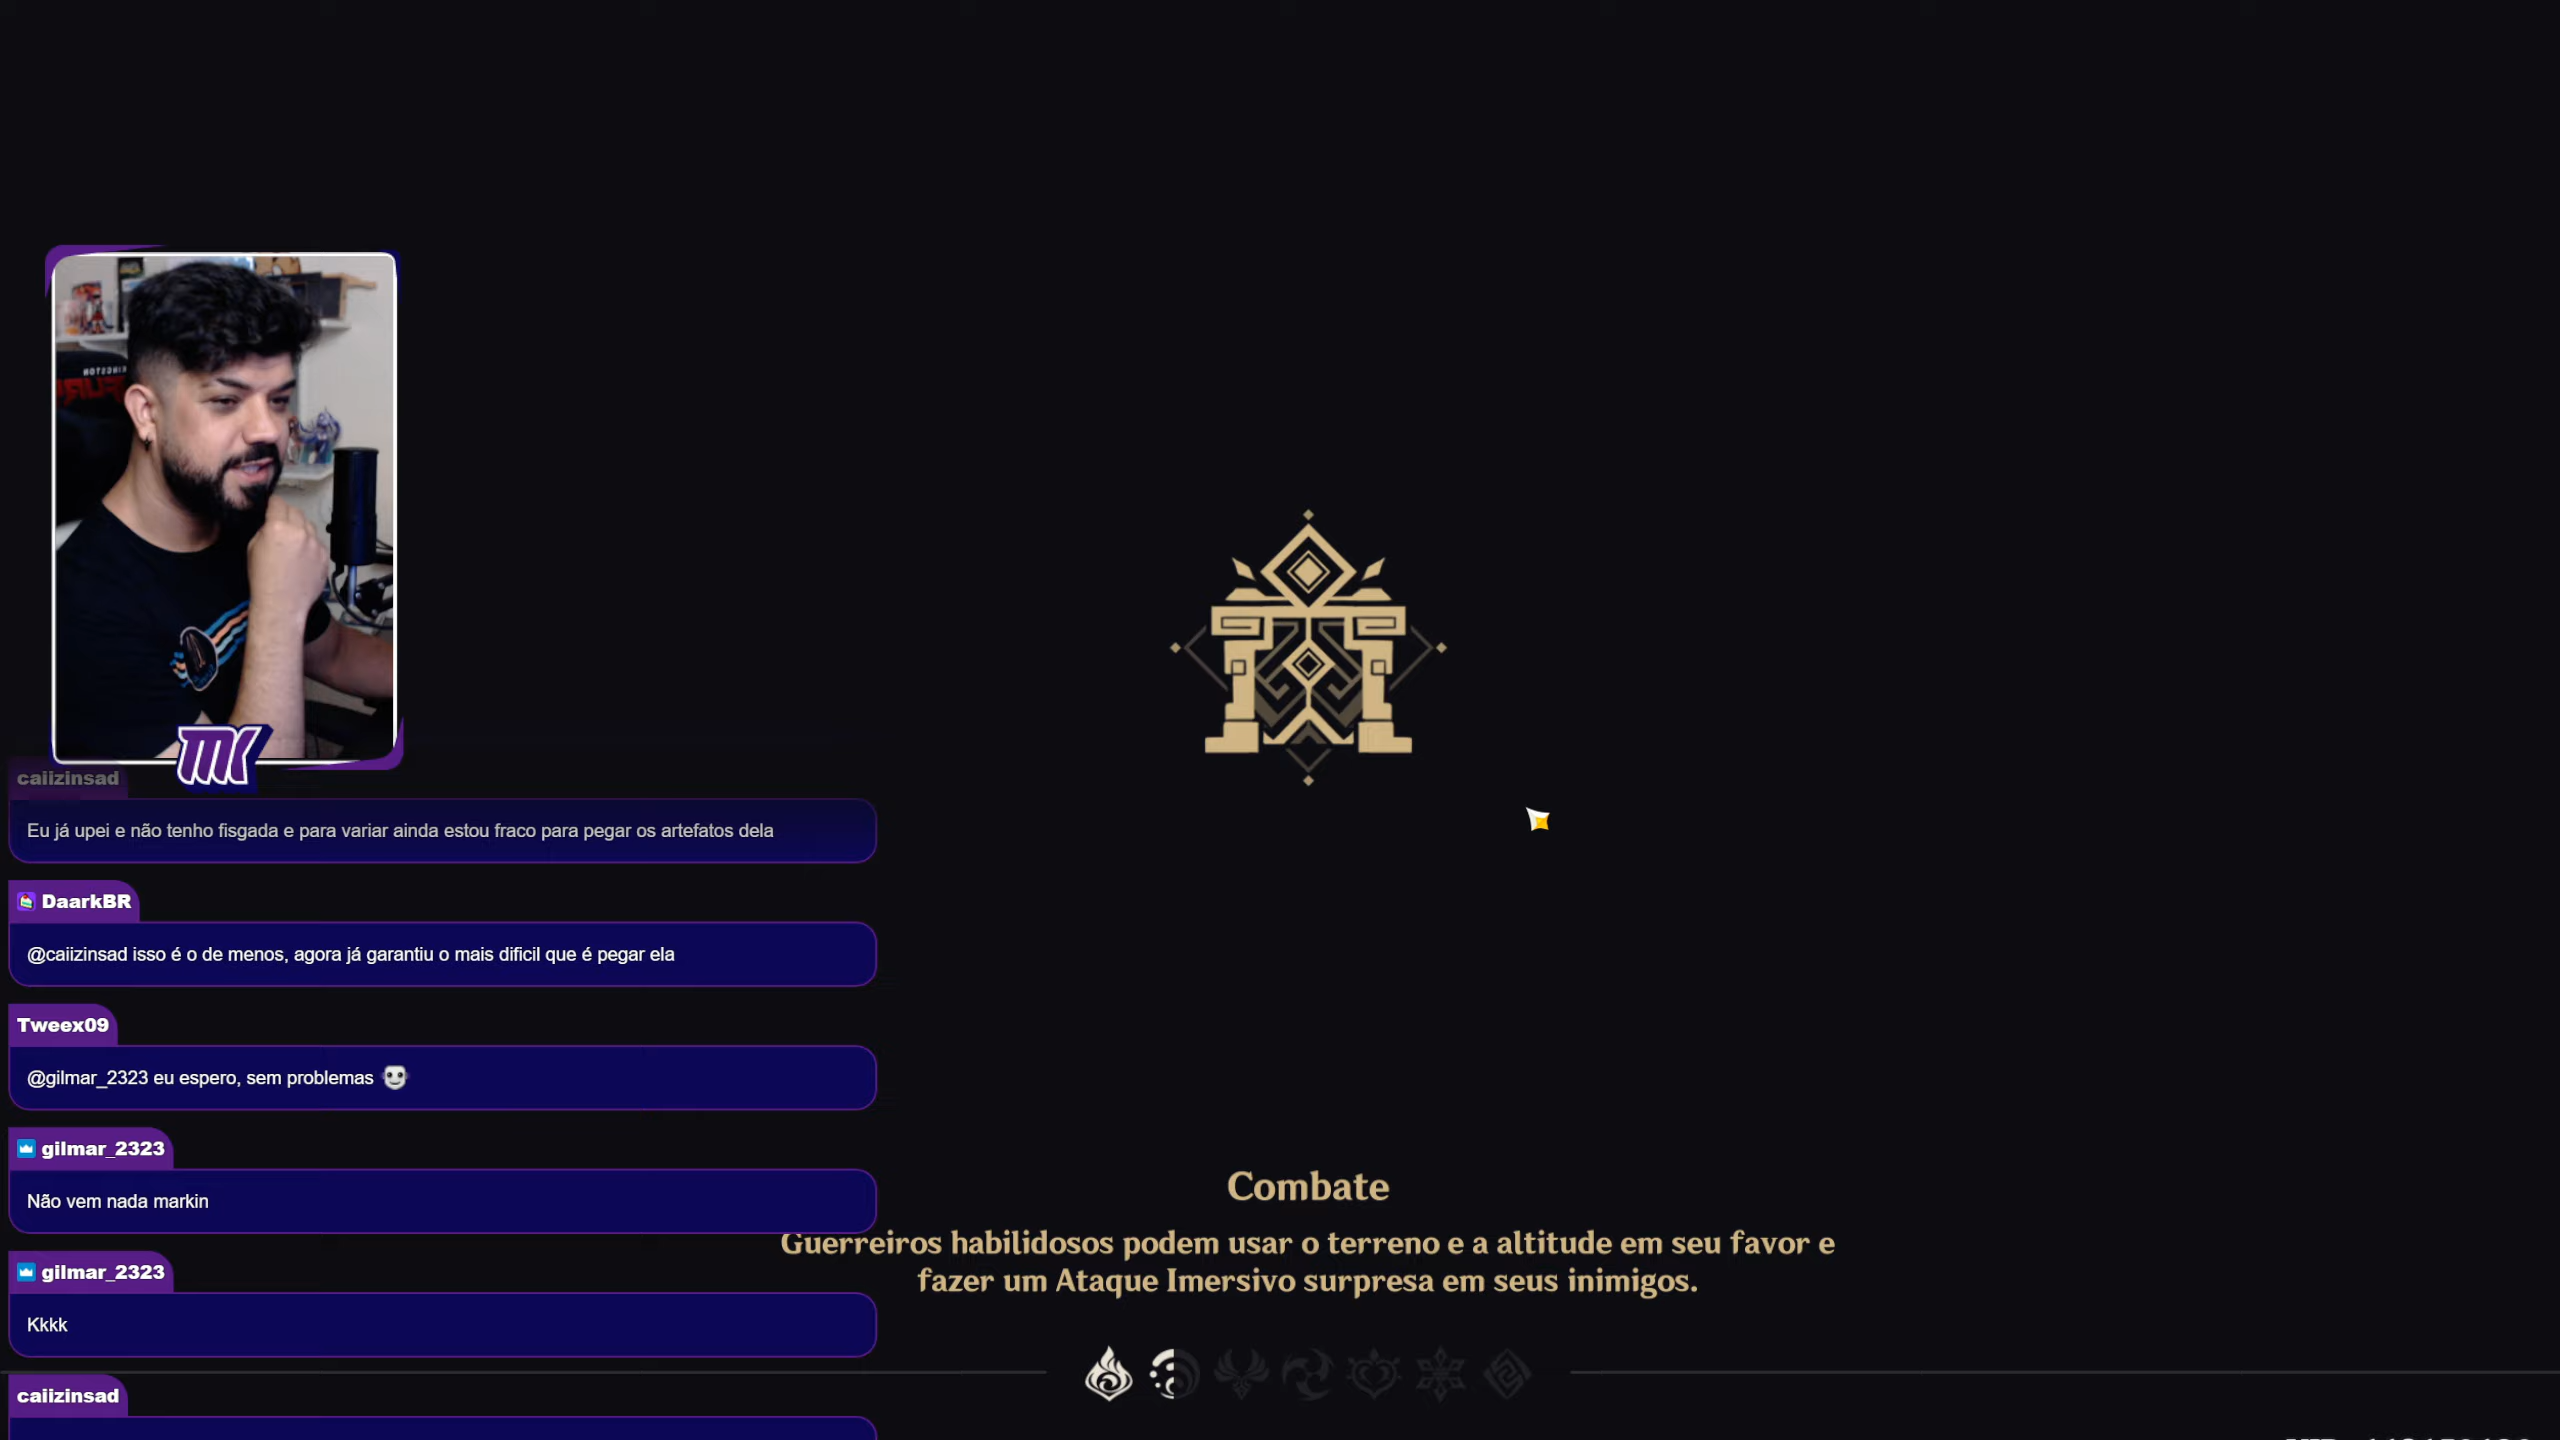 KINGSTON
MK
caiizinsad
Eu já upei e não tenho fisgada e para variar ainda estou fraco para pegar os artefatos dela
DaarkBR
@caiizinsad isso é o de menos, agora já garantiu o mais dificil que é pegar ela
Tweex09
@gilmar_2323 eu espero, sem problemas
gilmar_2323
Não vem nada markin
gilmar_2323
Kkkk
caiizinsad
Combate
Guerreiros habilidosos podem usar o terreno e a altitude em seu favor e
fazer um Ataque Imersivo surpresa em seus inimigos.